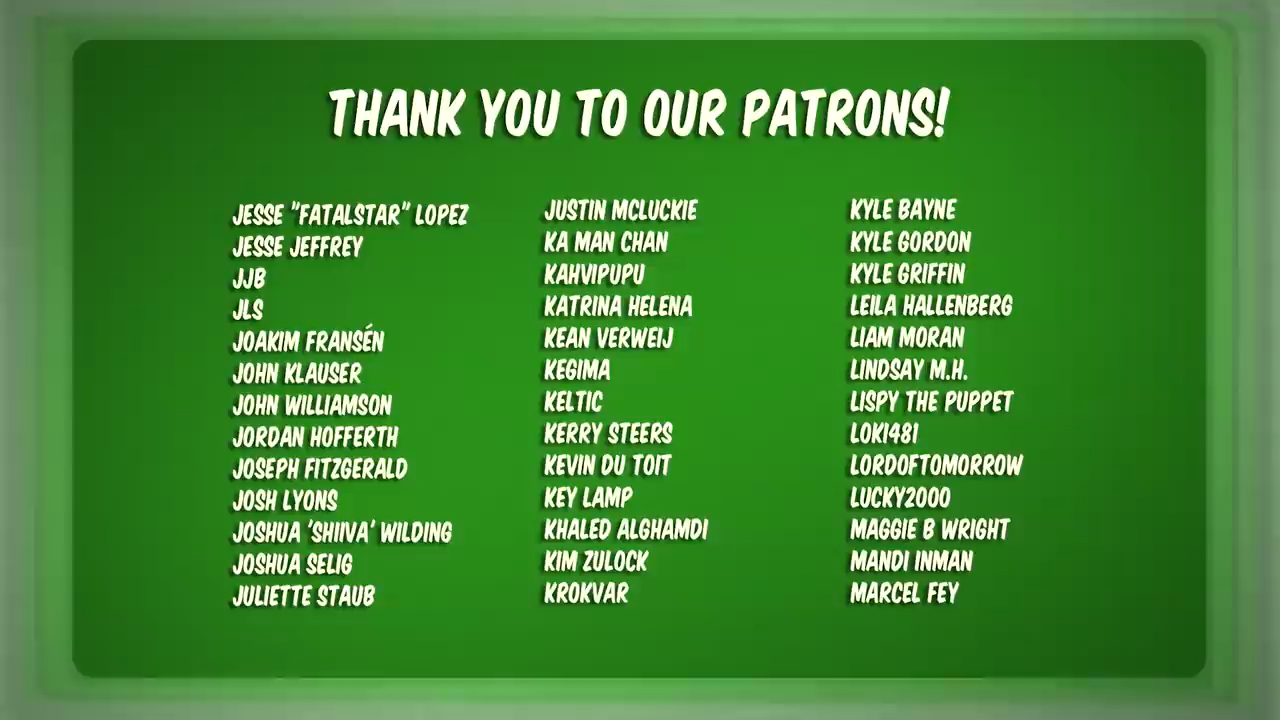 THANK YOU TO OUR PATRONS!
JESSE "FATALSTAR" LOPEZ
JESSE JEFFREY
JJB
JLS
JOAKIM FRANSÉN
JOHN KLAUSER
JOHN WILLIAMSON
JORDAN HOFFERTH
JOSEPH FITZGERALD
JOSH LYONS
JOSHUA 'SHIIVA' WILDING
JOSHUA SELIG
JULIETTE STAUB
JUSTIN MCLUCKIE
KA MAN CHAN
KAHVIPUPU
KATRINA HELENA
KEAN VERWEIJ
KEGIMA
KELTIC
KERRY STEERS
KEVIN DU TOIT
KEY LAMP
KHALED ALGHAMDI
KIM ZULOCK
KROKVAR
KYLE BAYNE
KYLE GORDON
KYLE GRIFFIN
LEILA HALLENBERG
LIAM MORAN
LINDSAY M.H.
LISPY THE PUPPET
LOKI481
LORDOFTOMORROW
LUCKY2000
MAGGIE B WRIGHT
MANDI INMAN
MARCEL FEY